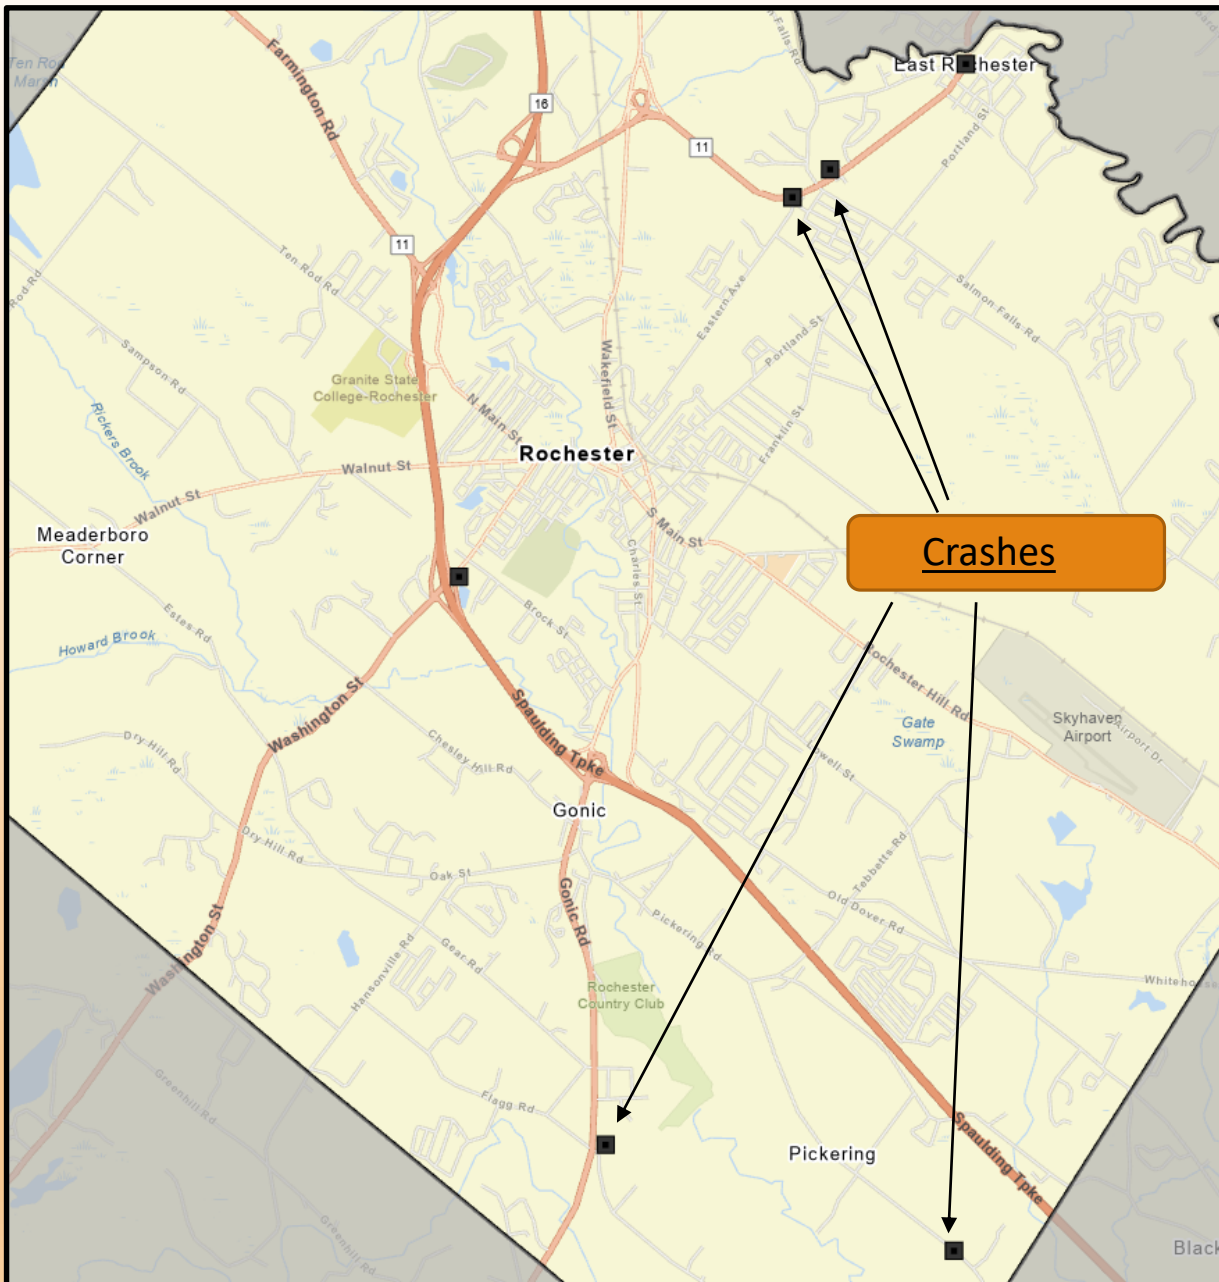 Ten Rod
Marsh
Farmington Rd
16
Falls Rd
East Rochester
11
Portland St
11
Ten Rod Rd
Rod Rd
Salmon Falls Rd
Eastern Ave
Portland St
Sampson Rd
Wakefield St
Granite State
College-Rochester
N Main St
Rickers Brook
Franklin St
Rochester
Walnut St
Walnut St
S Main St
Meaderboro
Corner
Crashes
Charles St
Estes Rd
Brock St
Howard Brook
Rochester Hill Rd
Washington St
Spaulding Tpke
Gate
Swamp
Skyhaven
Airport
Airport Dr
Dry Hill Rd
Chesley Hill Rd
Lowell St
Gonic
Dry Hill Rd
Oak St
Tebbetts Rd
Gonic Rd
Old Dover Rd
Pickering Rd
Washington St
Hansonville Rd
Gear Rd
Whitehouse
Rochester
Country Club
Greenhill Rd
Flagg Rd
Spaulding Tpke
Pickering
Greenhill Rd
Black